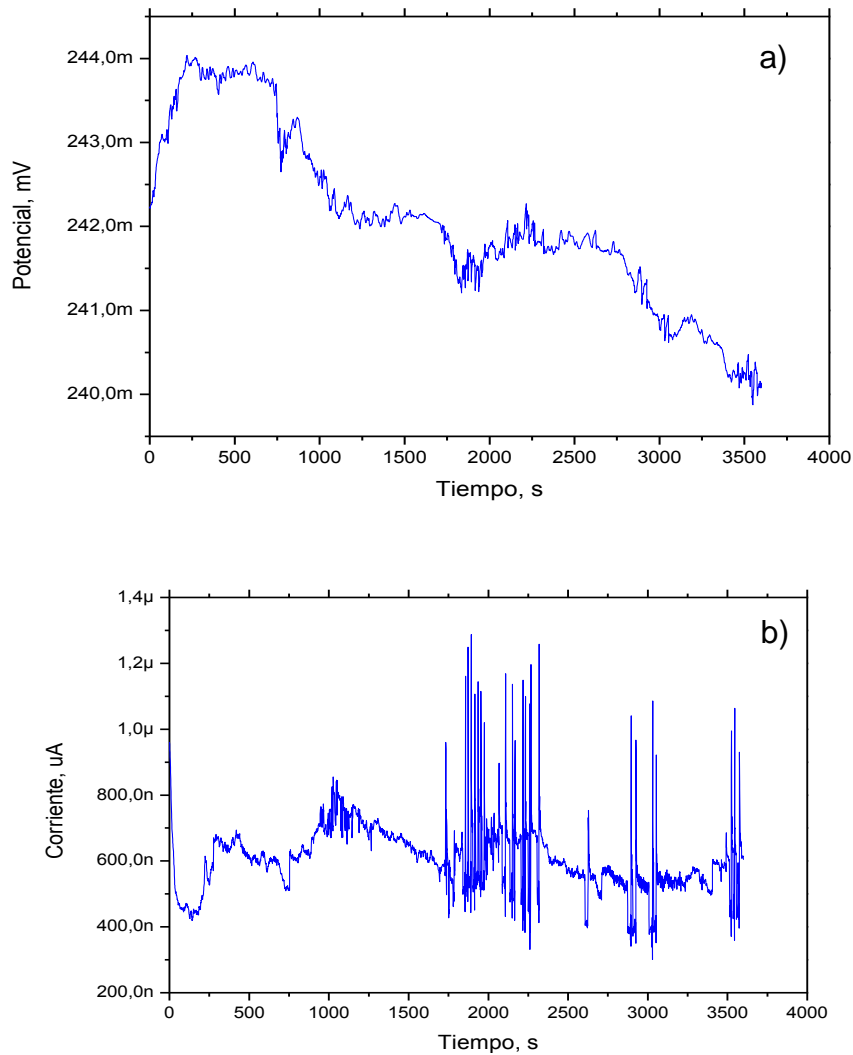 a)
244,0m
243,0m
242,0m
241,0m
240,0m
Potencial, mV
0 500 1000 1500 2000 2500 3000 3500 4000
Tiempo, s
b)
1,4µ
1,2µ
1,0µ
800,0n
600,0n
400,0n
200,0n
Corriente, uA
0 500 1000 1500 2000 2500 3000 3500 4000
Tiempo, s